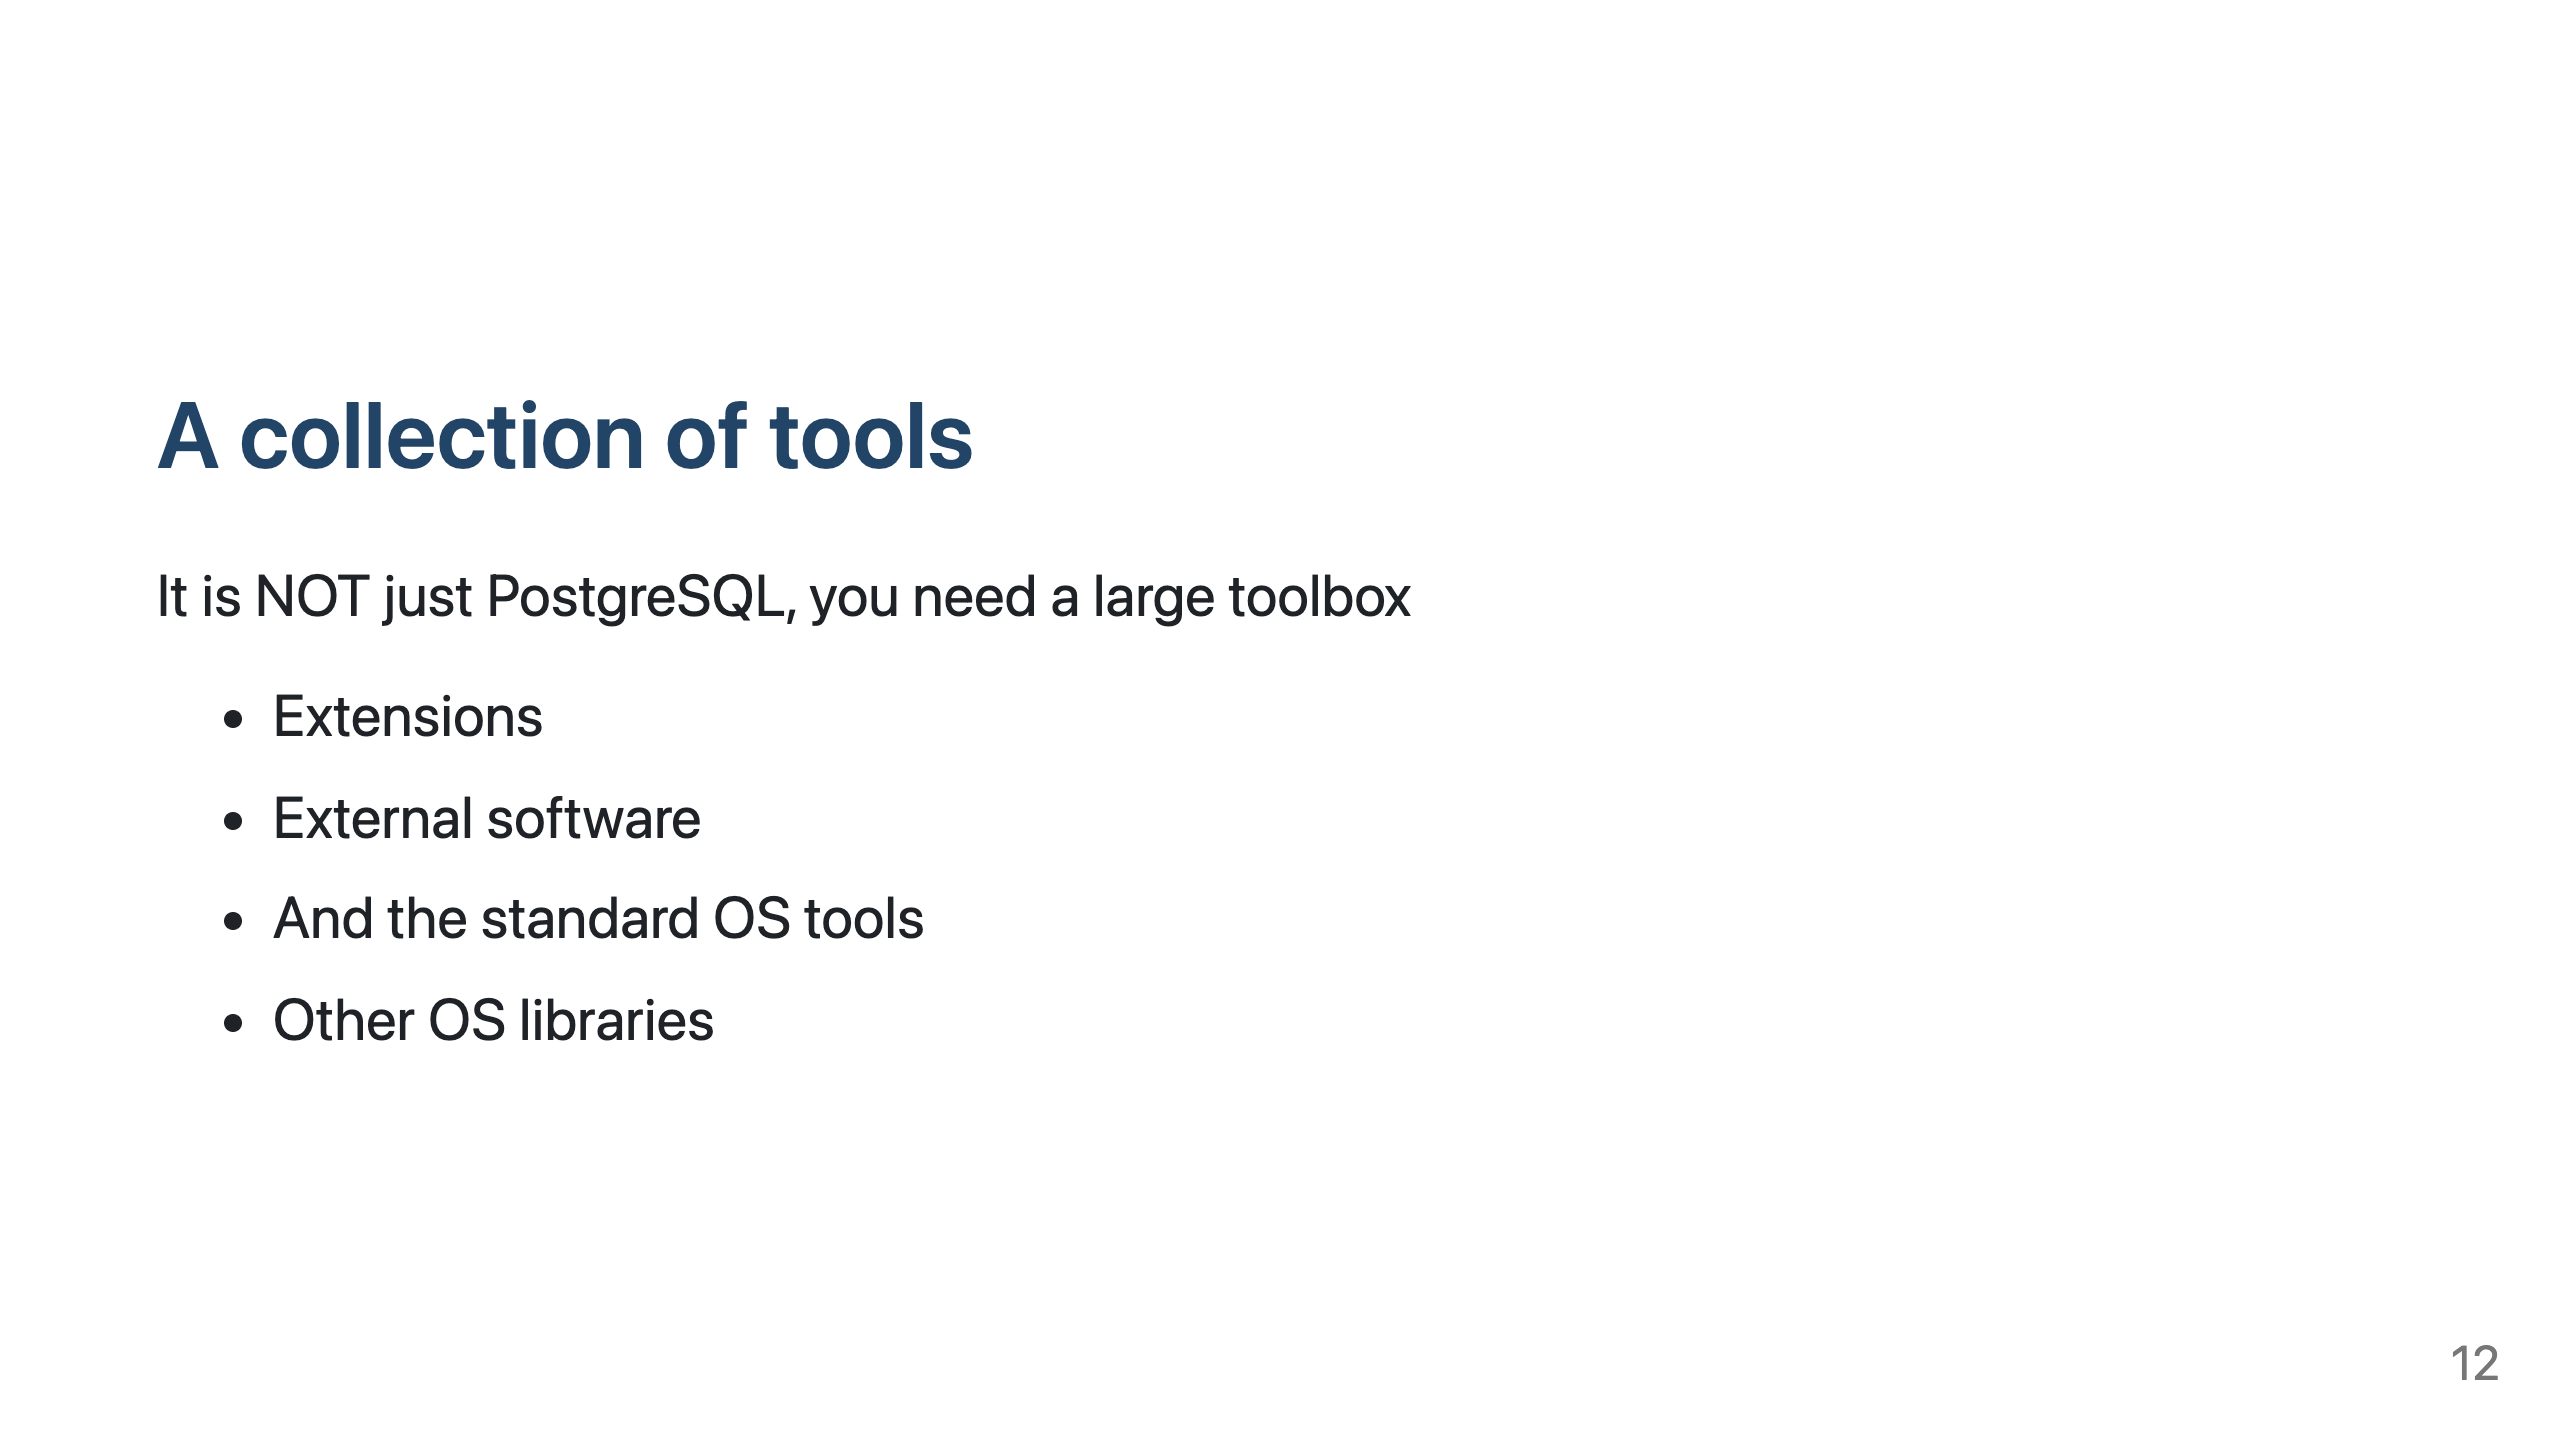 A collection of tools
It is NOT just PostgreSQL, you need a large toolbox
• Extensions
• External software
• And the standard OS tools
• Other OS libraries
12